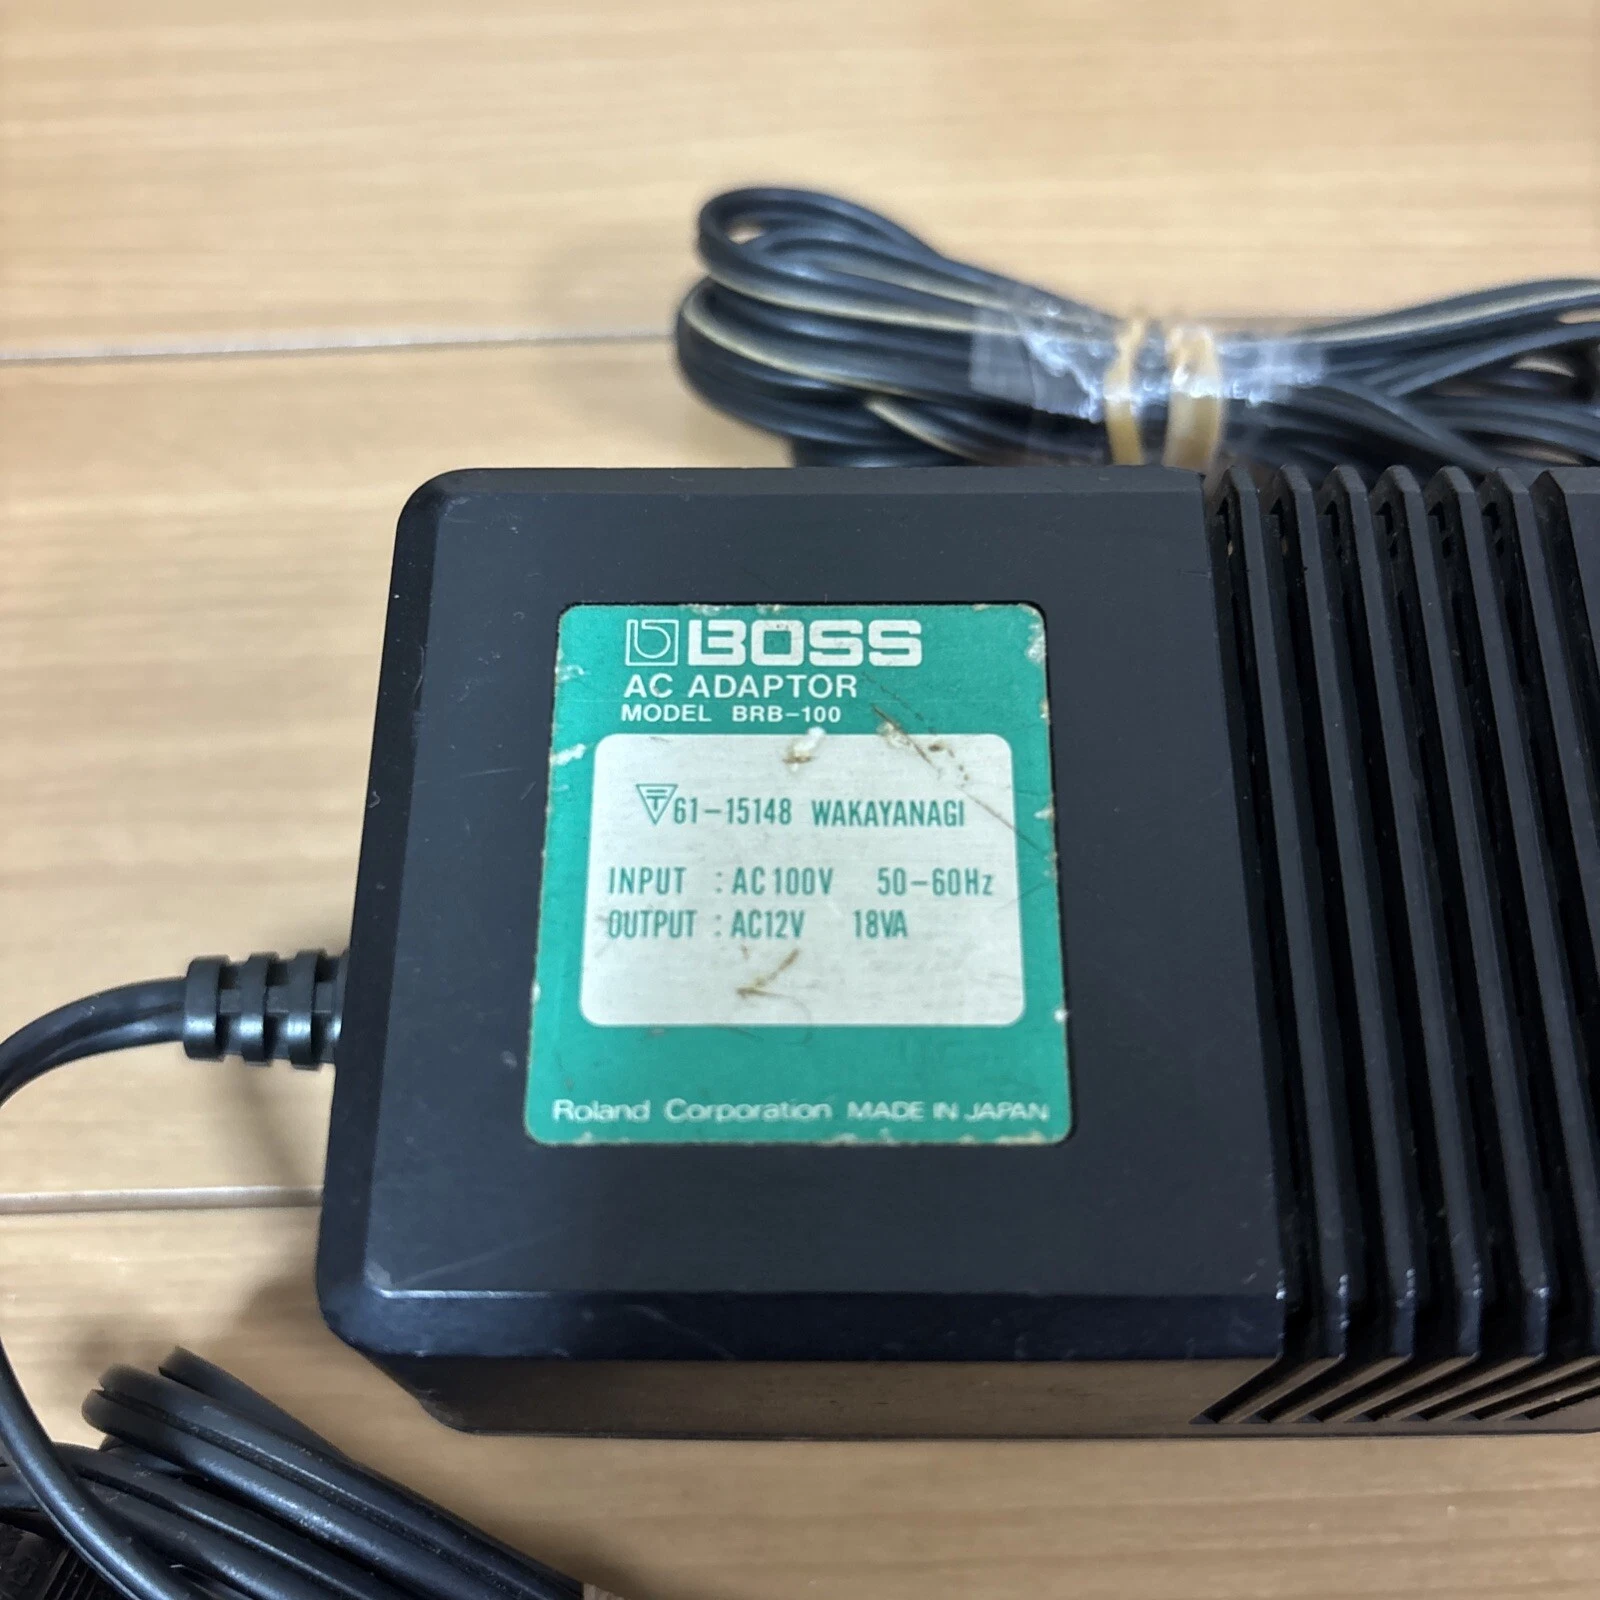 BOSS
AC ADAPTOR
MODEL BRB-100
〒61-15148 WAKAYANAGI
INPUT : AC100V 50-60Hz
OUTPUT : AC12V 18VA
Roland Corporation MADE IN JAPAN